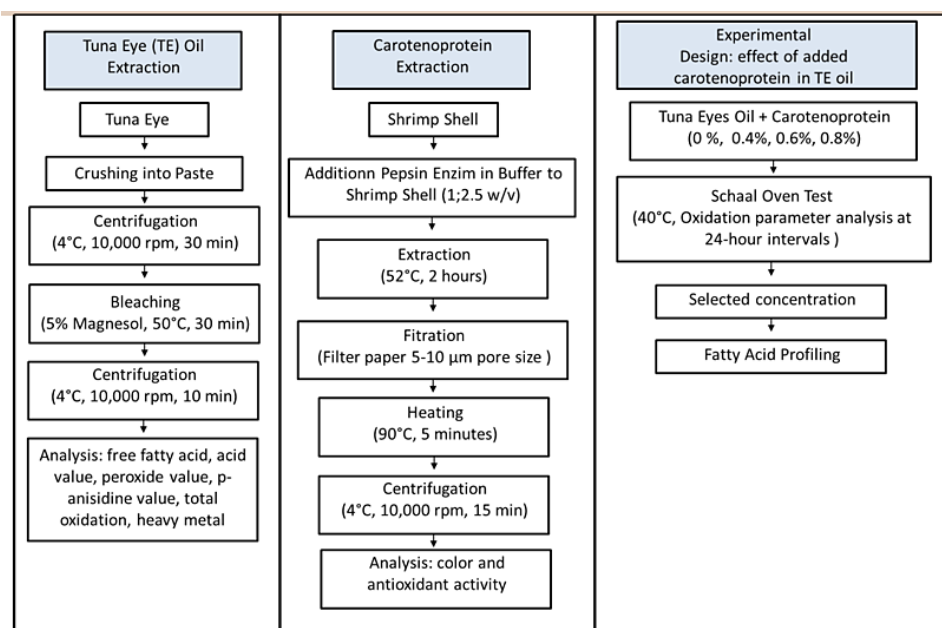 Tuna Eye (TE) Oil
Extraction
Tuna Eye
Crushing into Paste
Centrifugation
(4°C, 10,000 rpm, 30 min)
Bleaching
(5% Magnesol, 50°C, 30 min)
Centrifugation
(4°C, 10,000 rpm, 10 min)
Analysis: free fatty acid, acid
value, peroxide value, p-
anisidine value, total
oxidation, heavy metal
Carotenoprotein
Extraction
Shrimp Shell
Additionn Pepsin Enzim in Buffer to
Shrimp Shell (1;2.5 w/v)
Extraction
(52°C, 2 hours)
Fitration
(Filter paper 5-10 µm pore size )
Heating
(90°C, 5 minutes)
Centrifugation
(4°C, 10,000 rpm, 15 min)
Analysis: color and
antioxidant activity
Experimental
Design: effect of added
carotenoprotein in TE oil
Tuna Eyes Oil + Carotenoprotein
(0 %, 0.4%, 0.6%, 0.8%)
Schaal Oven Test
(40°C, Oxidation parameter analysis at
24-hour intervals )
Selected concentration
Fatty Acid Profiling